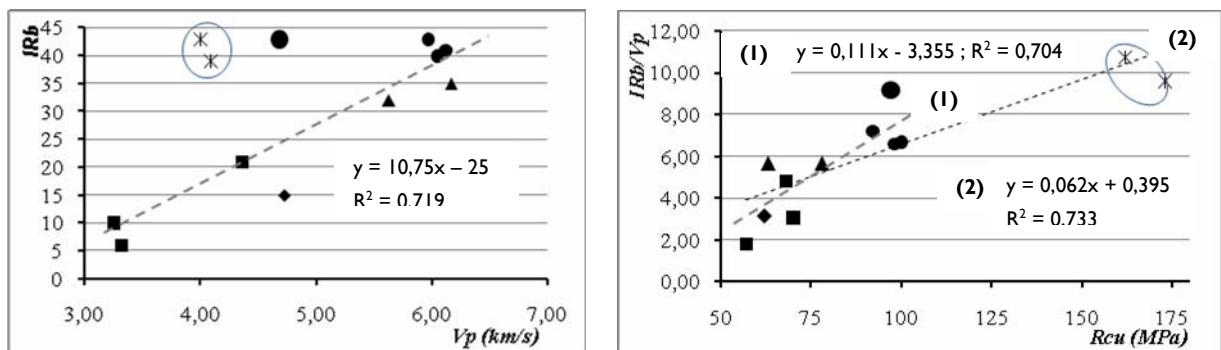 IRb
45
40
35
30
25
20
15
10
5
0
y = 10,75x – 25
R² = 0.719
3,00 4,00 5,00 6,00 7,00
Vp (km/s)
IRb/Vp
12,00
10,00
8,00
6,00
4,00
2,00
0,00
(1) y = 0,111x - 3,355 ; R² = 0,704
(2)
(1)
(2) y = 0,062x + 0,395
R² = 0.733
50 75 100 125 150 175
Rcu (MPa)